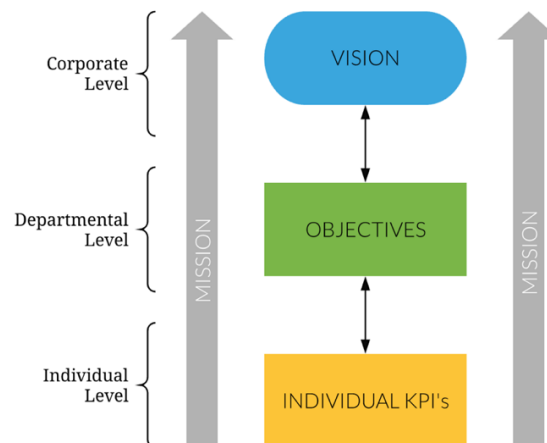 Corporate
Level
VISION
Departmental
Level
MISSION
OBJECTIVES
MISSION
Individual
Level
INDIVIDUAL KPI's